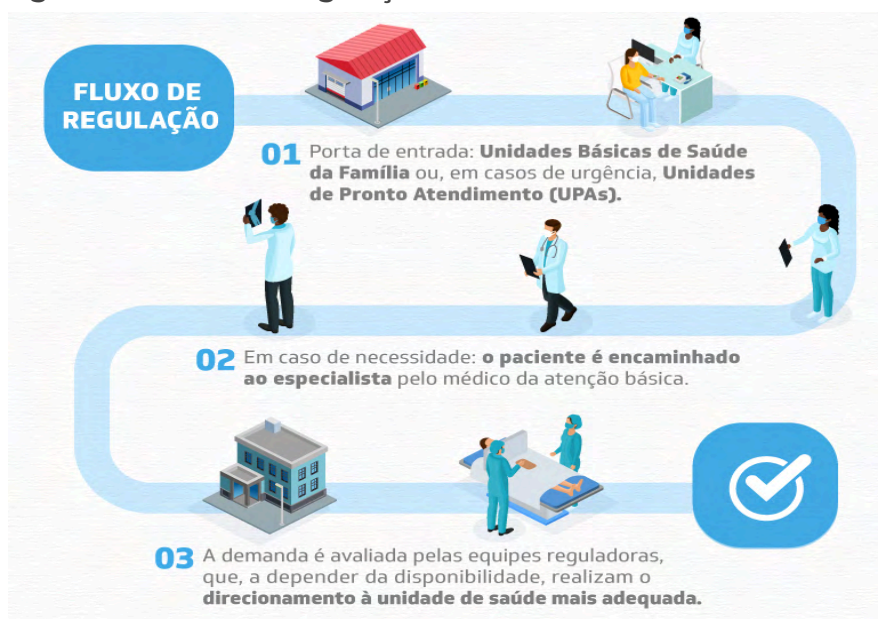 FLUXO DE
REGULAÇÃO
01 Porta de entrada: Unidades Básicas de Saúde
da Família ou, em casos de urgência, Unidades
de Pronto Atendimento (UPAs).
02 Em caso de necessidade: o paciente é encaminhado
ao especialista pelo médico da atenção básica.
03 A demanda é avaliada pelas equipes reguladoras,
que, a depender da disponibilidade, realizam o
direcionamento à unidade de saúde mais adequada.